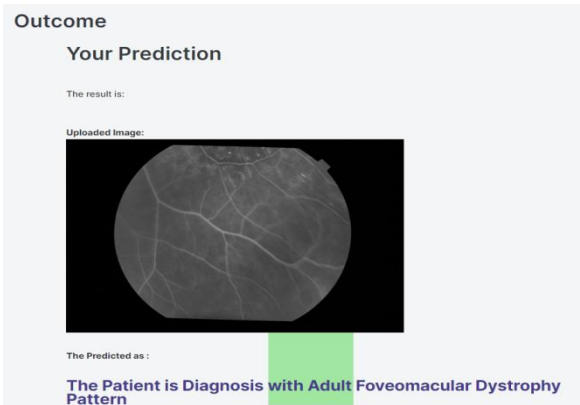 Outcome
Your Prediction
The result is:
Uploaded Image:
The Predicted as :
The Patient is Diagnosis with Adult Foveomacular Dystrophy
Pattern